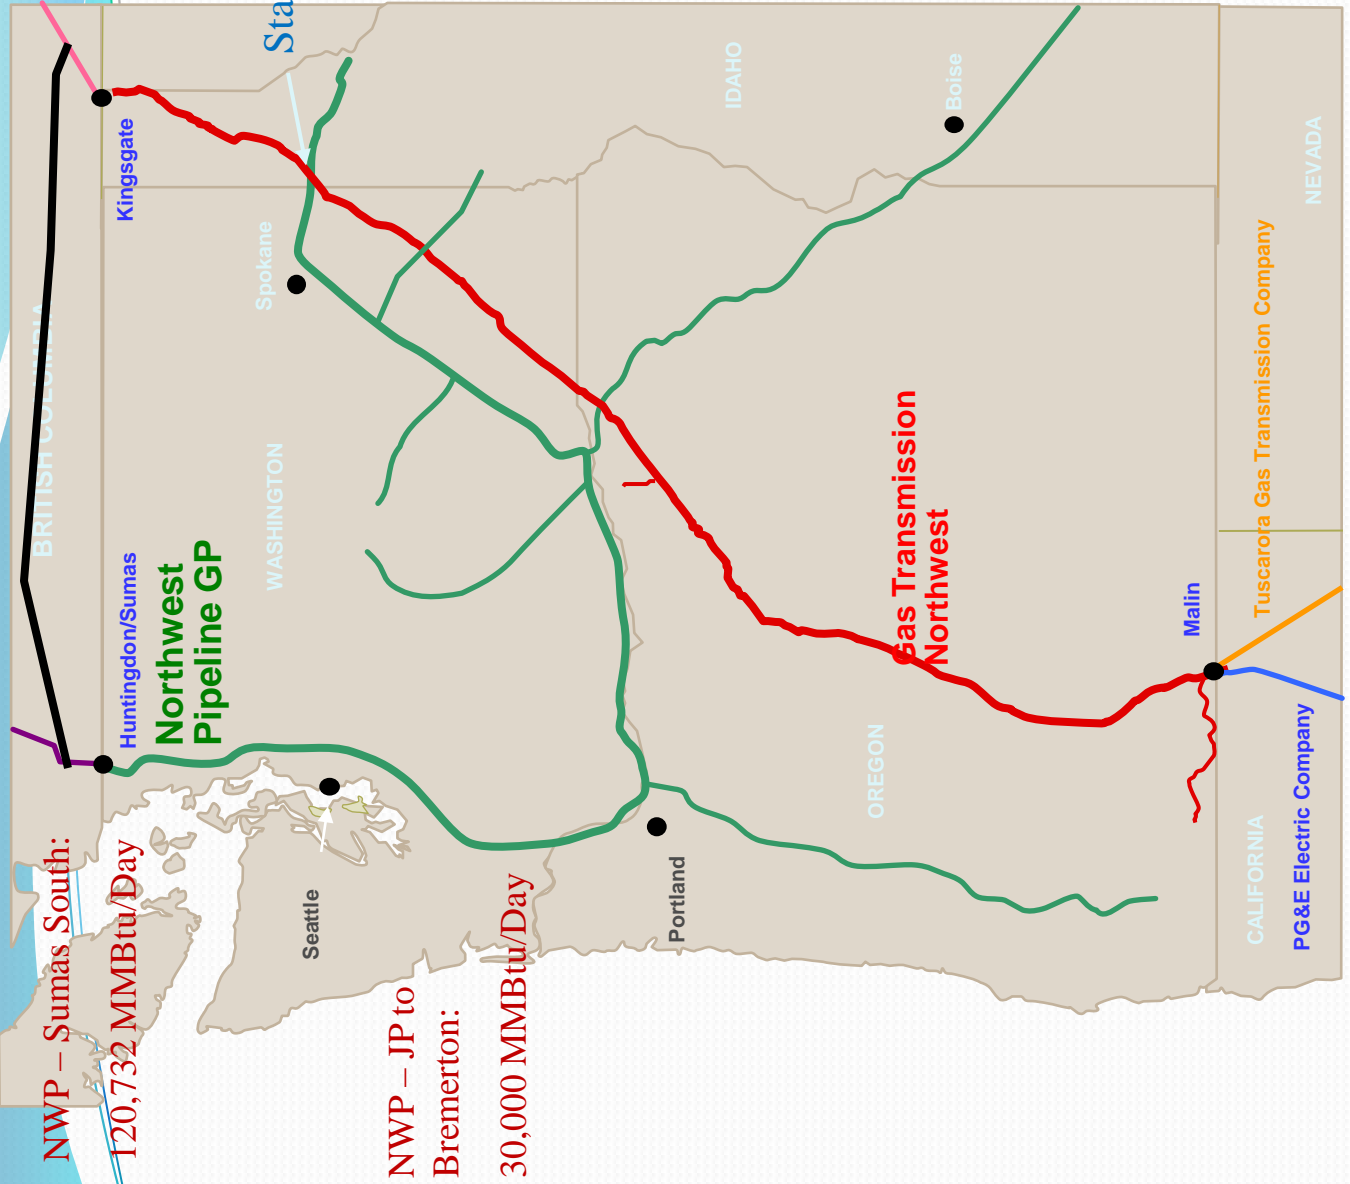 NWP – Sumas South:
120,732 MMBtu/Day
NWP – JP to
Bremerton:
30,000 MMBtu/Day
Sta
BRITISH COLUMBIA
Kingsgate
Huntingdon/Sumas
Northwest
Pipeline GP
Spokane
WASHINGTON
Seattle
Portland
IDAHO
Boise
OREGON
Gas Transmission
Northwest
Malin
NEVADA
Tuscarora Gas Transmission Company
CALIFORNIA
PG&E Electric Company